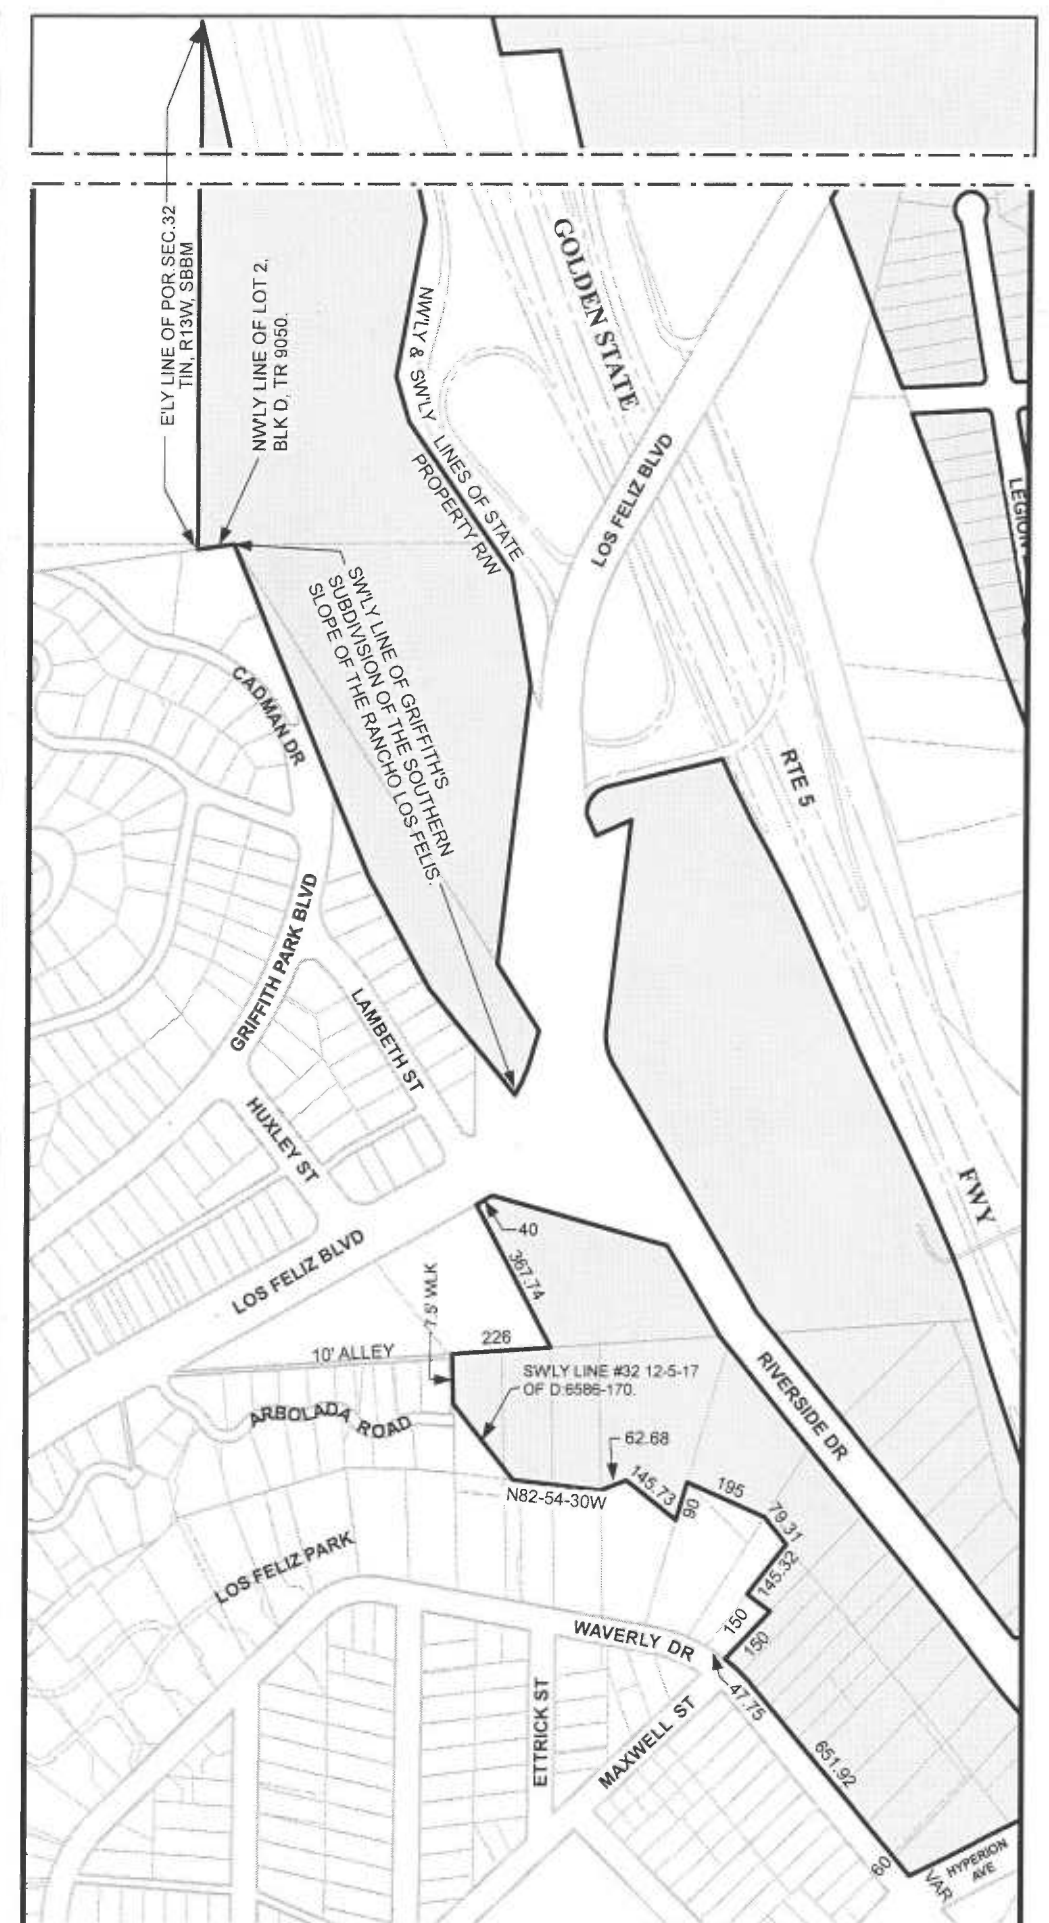 E'LY LINE OF POR.SEC.32
TIN, R13W, SBBM
NW'LY LINE OF LOT 2,
BLK D, TR 9050.
NW'LY & SW'LY LINES OF STATE
PROPERTY R/W
GOLDEN STATE
LOS FELIZ BLVD
LEGION
SW'LY LINE OF GRIFFITH'S
SUBDIVISION OF THE SOUTHERN
SLOPE OF THE RANCHO LOS FELIS.
CADMAN DR
RTE 5
GRIFFITH PARK BLVD
LAMBETH ST
HUXLEY ST
FWY
40
367.74
LOS FELIZ BLVD
7.5' WLK
226
10' ALLEY
SW'LY LINE #32 12-5-17
OF D:6586-170.
RIVERSIDE DR
ARBOLADA ROAD
62.68
145.73
90
195
79.31
N82-54-30W
145.32
LOS FELIZ PARK
150
150
WAVERLY DR
47.75
ETTRICK ST
MAXWELL ST
651.92
60
VAR
HYPERION
AVE